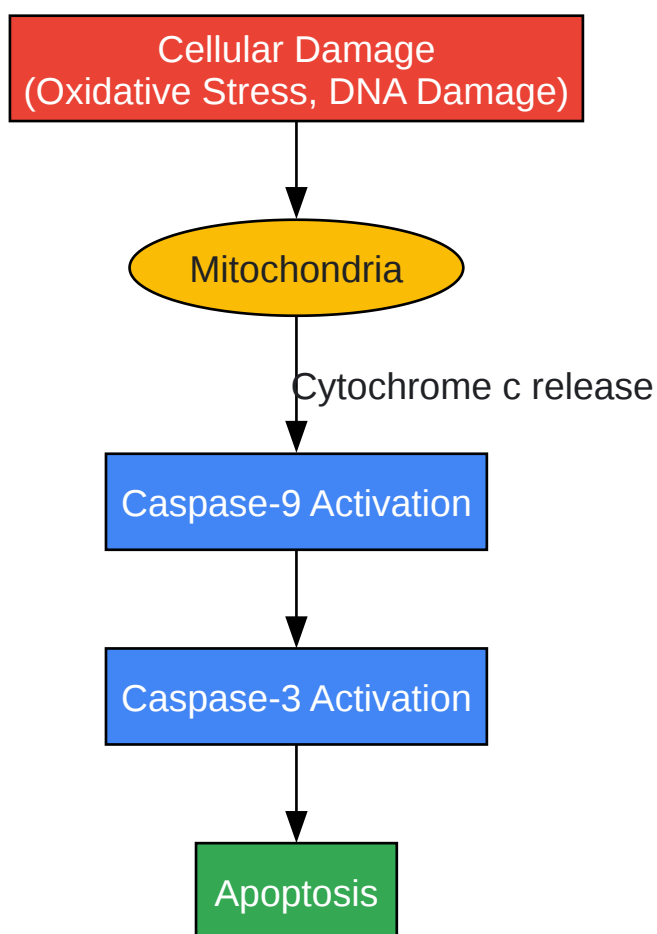 Cellular Damage
(Oxidative Stress, DNA Damage)
Mitochondria
Cytochrome c release
Caspase-9 Activation
Caspase-3 Activation
Apoptosis